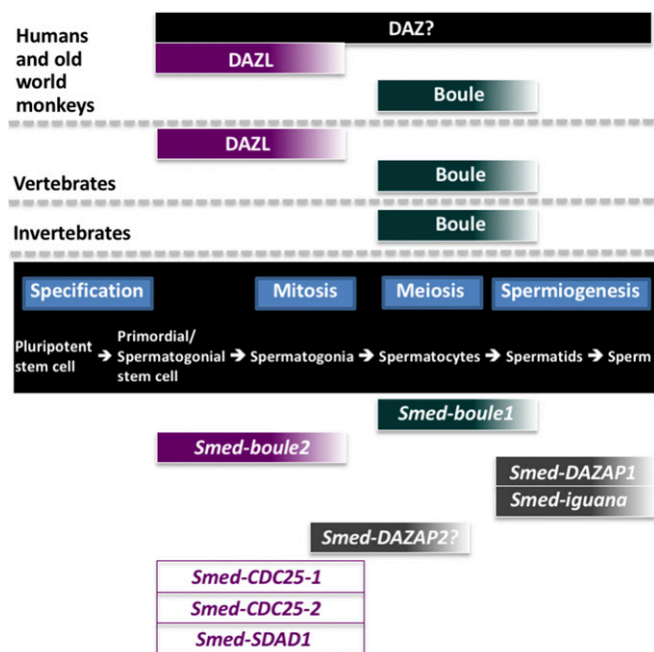 Humans
and old
world
monkeys
DAZ?
DAZL
Boule
DAZL
Vertebrates
Boule
Invertebrates
Boule
Specification
Mitosis
Meiosis
Spermiogenesis
Pluripotent
stem cell
→
Primordial/
Spermatogonial
stem cell
→ Spermatogonia → Spermatocytes → Spermatids → Sperm
Smed-boule1
Smed-boule2
Smed-DAZAP1
Smed-iguana
Smed-DAZAP2?
Smed-CDC25-1
Smed-CDC25-2
Smed-SDAD1